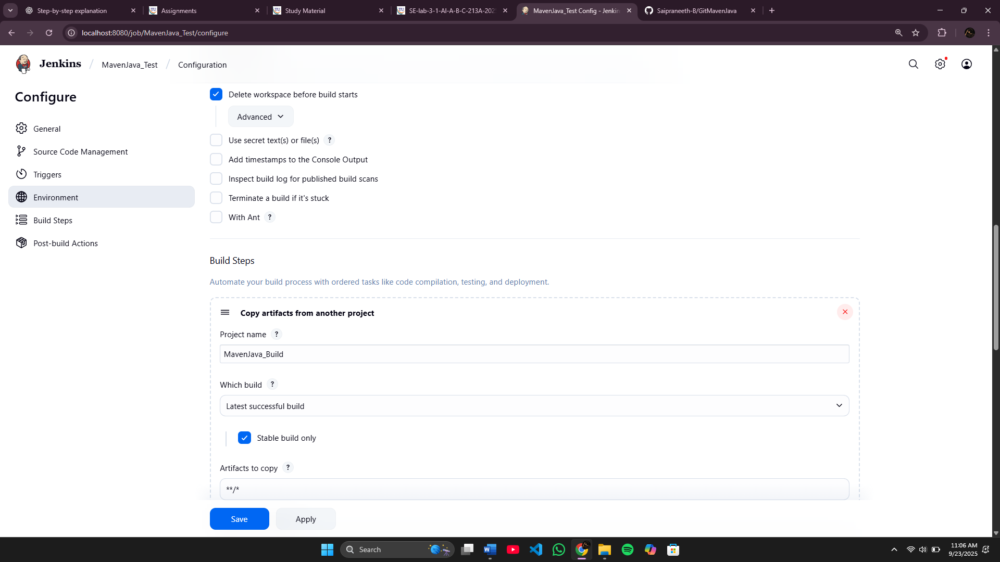 Step-by-step explanation
Assignments
Study Material
SE-lab-3-1-AI-A-B-C-213A-202
MavenJava_Test Config - Jenkin
Saipraneeth-B/GitMavenJava
localhost:8080/job/MavenJava_Test/configure
Jenkins / MavenJava_Test / Configuration
Configure
General
Source Code Management
Triggers
Environment
Build Steps
Post-build Actions
Delete workspace before build starts
Advanced
Use secret text(s) or file(s) ?
Add timestamps to the Console Output
Inspect build log for published build scans
Terminate a build if it's stuck
With Ant ?
Build Steps
Automate your build process with ordered tasks like code compilation, testing, and deployment.
Copy artifacts from another project
Project name ?
MavenJava_Build
Which build ?
Latest successful build
Stable build only
Artifacts to copy ?
**/*
Save
Apply
Search
11:06 AM
9/23/2025